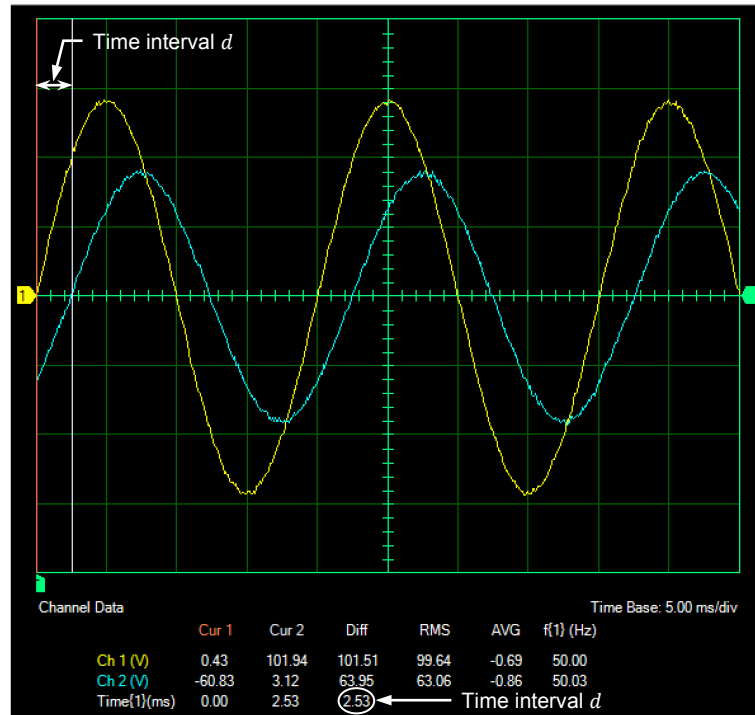 Time interval d
1
Channel Data Time Base: 5.00 ms/div
Cur 1 Cur 2 Diff RMS AVG f{1} (Hz)
Ch 1 (V) 0.43 101.94 101.51 99.64 -0.69 50.00
Ch 2 (V) -60.83 3.12 63.95 63.06 -0.86 50.03
Time{1}(ms) 0.00 2.53 2.53 Time interval d